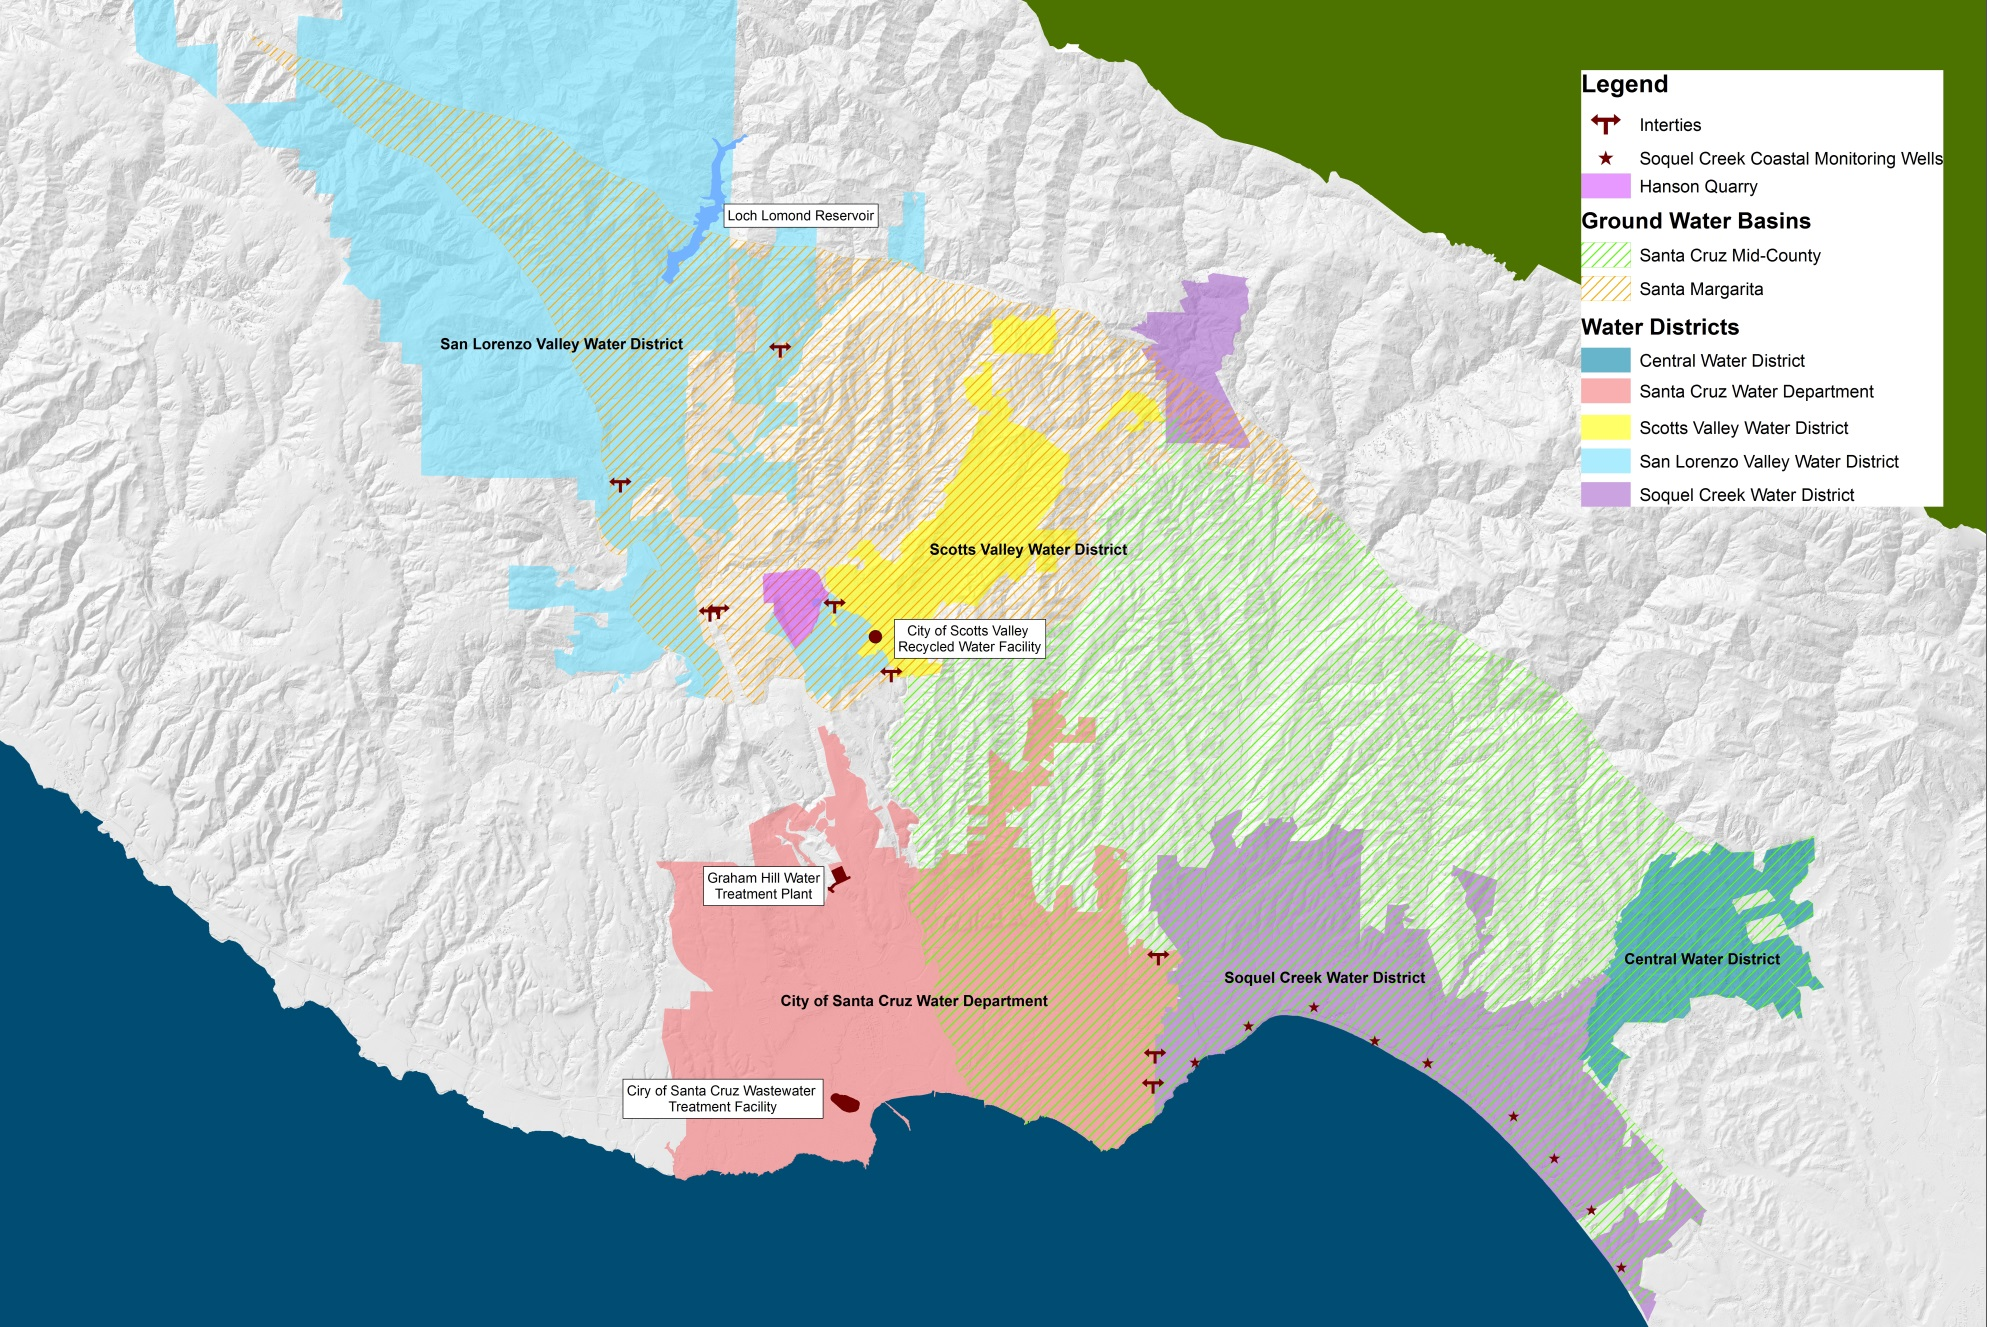 Legend
Interties
Soquel Creek Coastal Monitoring Wells
Hanson Quarry
Ground Water Basins
Santa Cruz Mid-County
Santa Margarita
Water Districts
Central Water District
Santa Cruz Water Department
Scotts Valley Water District
San Lorenzo Valley Water District
Soquel Creek Water District
Loch Lomond Reservoir
San Lorenzo Valley Water District
Scotts Valley Water District
City of Scotts Valley
Recycled Water Facility
Graham Hill Water
Treatment Plant
Central Water District
Soquel Creek Water District
City of Santa Cruz Water Department
Ciry of Santa Cruz Wastewater
Treatment Facility